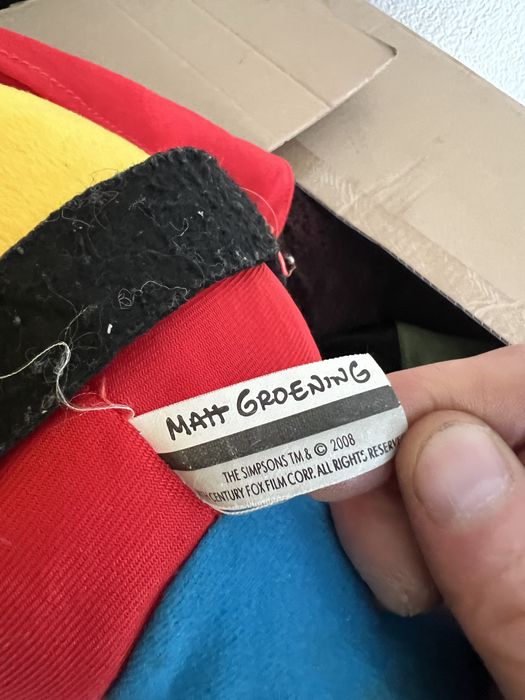 MATT GROENING
THE SIMPSONS TM & © 2008
CENTURY FOX FILM CORP. ALL RIGHTS